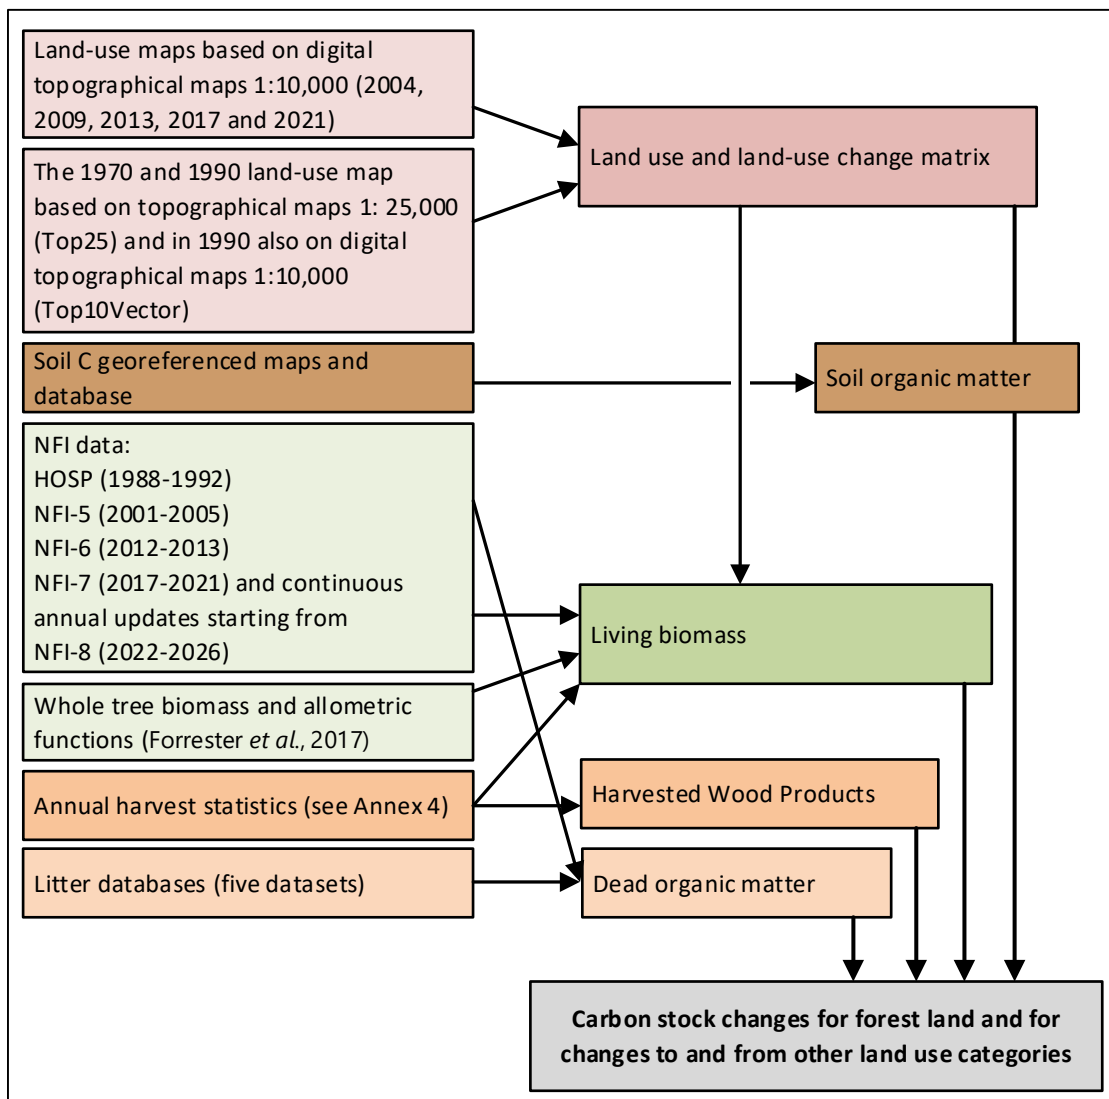 Land-use maps based on digital
topographical maps 1:10,000 (2004,
2009, 2013, 2017 and 2021)
Land use and land-use change matrix
The 1970 and 1990 land-use map
based on topographical maps 1: 25,000
(Top25) and in 1990 also on digital
topographical maps 1:10,000
(Top10Vector)
Soil C georeferenced maps and
database
Soil organic matter
NFI data:
HOSP (1988-1992)
NFI-5 (2001-2005)
NFI-6 (2012-2013)
NFI-7 (2017-2021) and continuous
annual updates starting from
NFI-8 (2022-2026)
Living biomass
Whole tree biomass and allometric
functions (Forrester et al., 2017)
Annual harvest statistics (see Annex 4)
Harvested Wood Products
Litter databases (five datasets)
Dead organic matter
Carbon stock changes for forest land and for
changes to and from other land use categories